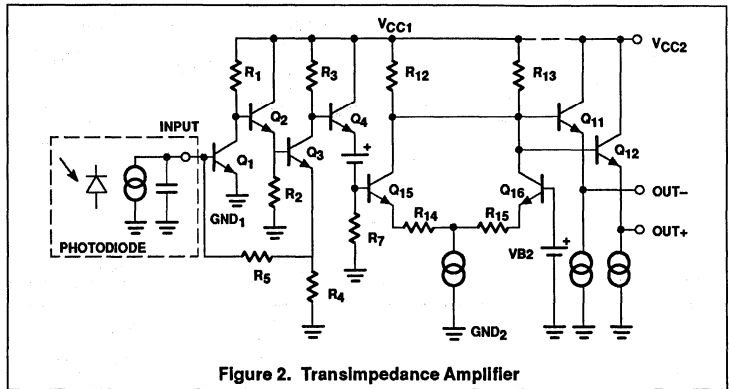 VCC1
VCC2
R1
R3
R12
R13
INPUT
Q2
Q4
+
Q11
Q1
Q3
Q12
Q15
Q16
GND1
R2
OUT–
PHOTODIODE
R7
R14
R15
+
VB2
OUT+
R5
R4
GND2
Figure 2. Transimpedance Amplifier